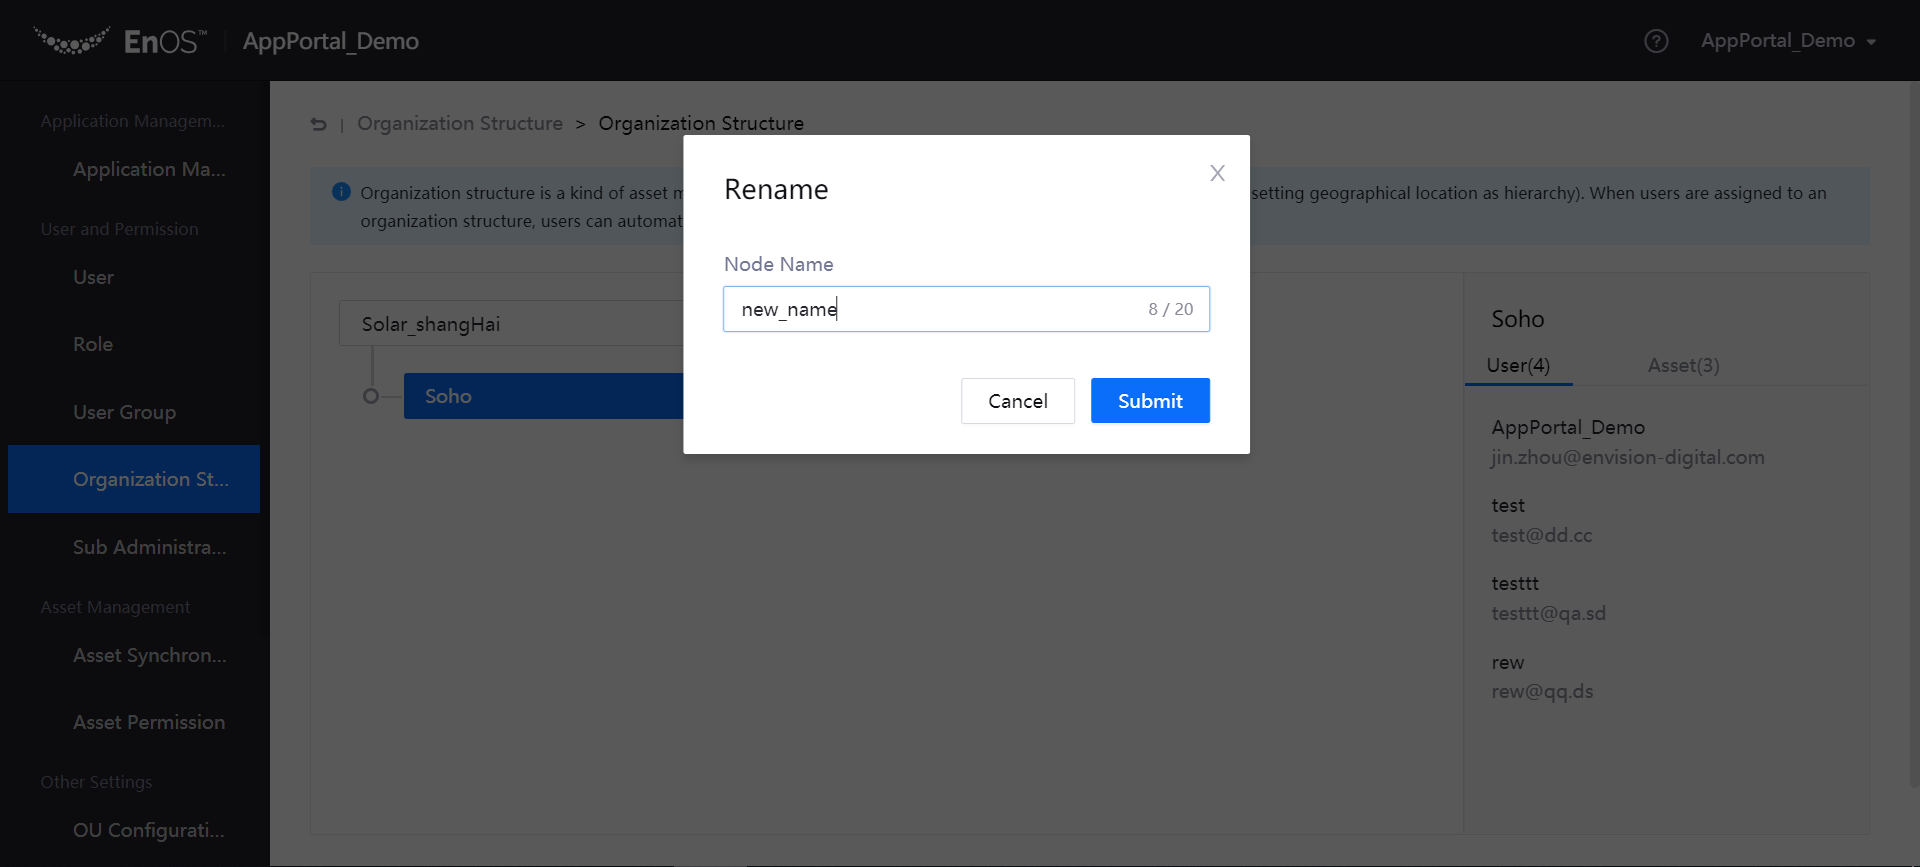 EnOS™ AppPortal_Demo
AppPortal_Demo
Application Managem...
Application Ma...
User and Permission
User
Role
User Group
Organization St...
Sub Administra...
Asset Management
Asset Synchron...
Asset Permission
Other Settings
OU Configurati...
| Organization Structure > Organization Structure
Organization structure is a kind of asset m
setting geographical location as hierarchy). When users are assigned to an
organization structure, users can automat
Solar_shangHai
Soho
Rename
X
Node Name
new_name 8 / 20
Cancel Submit
Soho
User(4) Asset(3)
AppPortal_Demo
jin.zhou@envision-digital.com
test
test@dd.cc
testtt
testtt@qa.sd
rew
rew@qq.ds